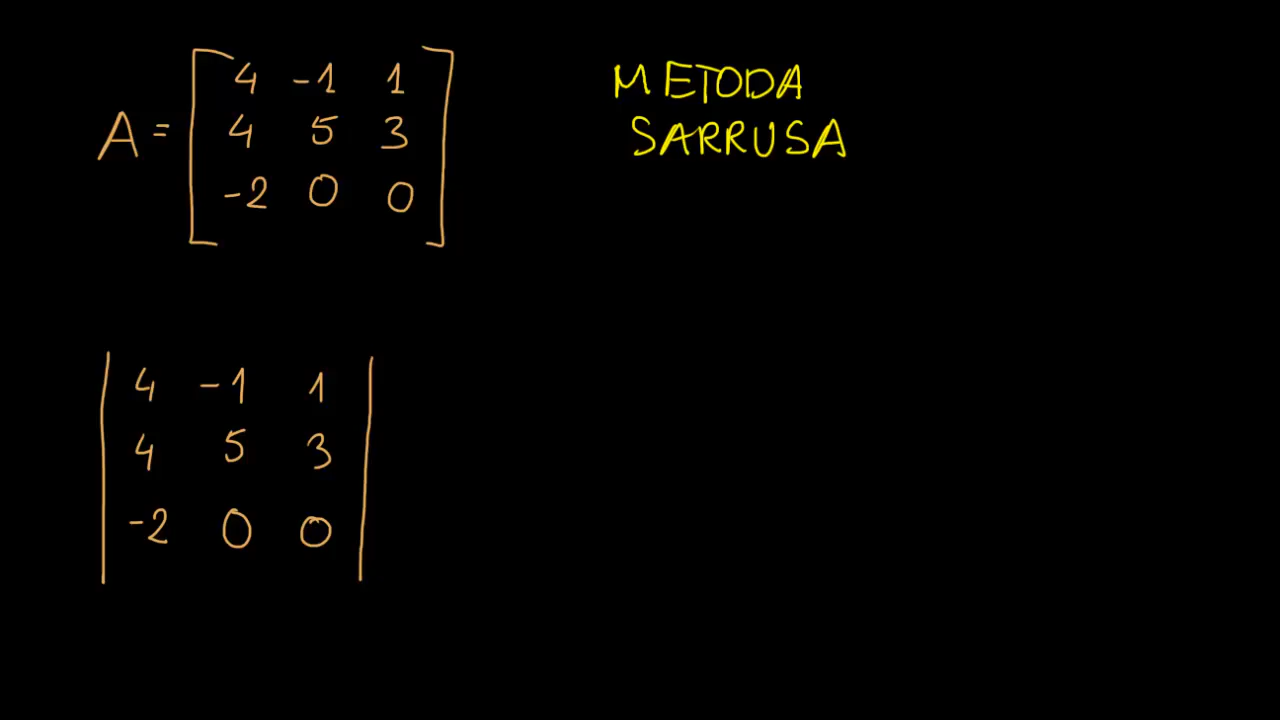 A = [ 4 -1 1
4 5 3
-2 0 0 ]
METODA
SARRUSA
| 4 -1 1 |
| 4 5 3 |
| -2 0 0 |